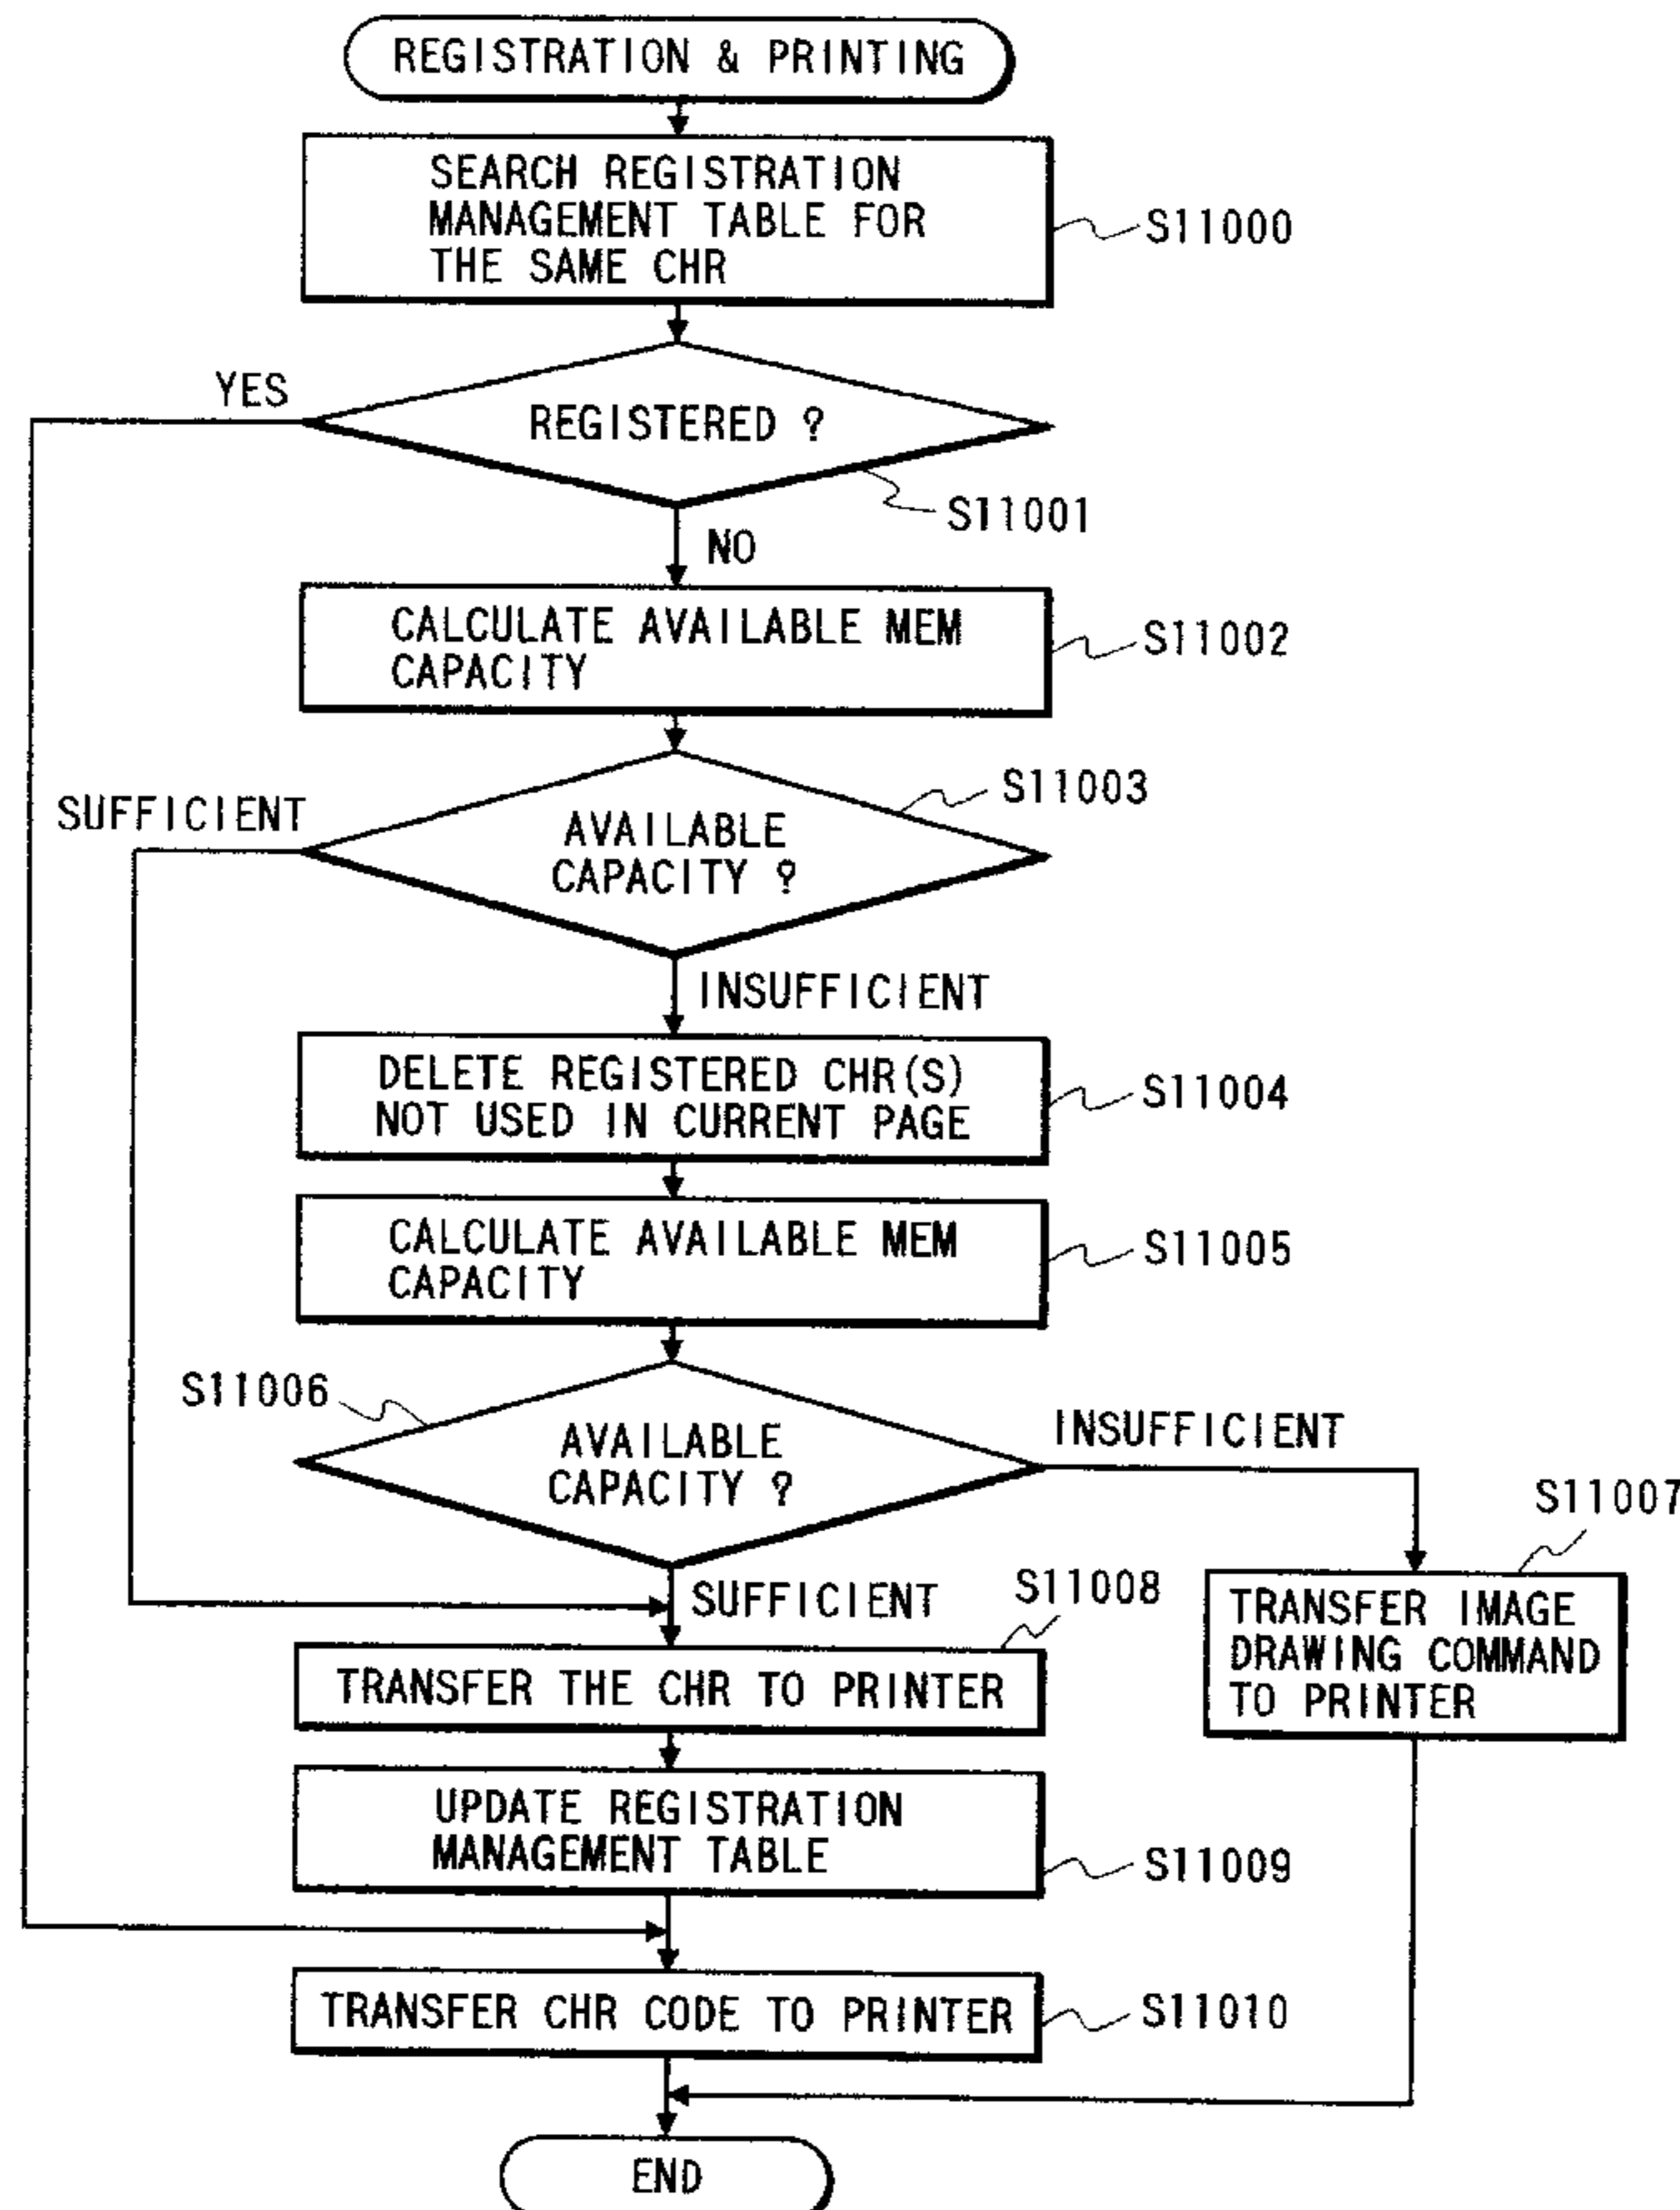 REGISTRATION & PRINTING
SEARCH REGISTRATION
MANAGEMENT TABLE FOR
THE SAME CHR
S11000
YES
REGISTERED ?
S11001
NO
CALCULATE AVAILABLE MEM
CAPACITY
S11002
S11003
SUFFICIENT
AVAILABLE
CAPACITY ?
INSUFFICIENT
DELETE REGISTERED CHR(S)
NOT USED IN CURRENT PAGE
S11004
CALCULATE AVAILABLE MEM
CAPACITY
S11005
S11006
AVAILABLE
CAPACITY ?
INSUFFICIENT
S11007
SUFFICIENT
S11008
TRANSFER IMAGE
DRAWING COMMAND
TO PRINTER
TRANSFER THE CHR TO PRINTER
UPDATE REGISTRATION
MANAGEMENT TABLE
S11009
TRANSFER CHR CODE TO PRINTER
S11010
END